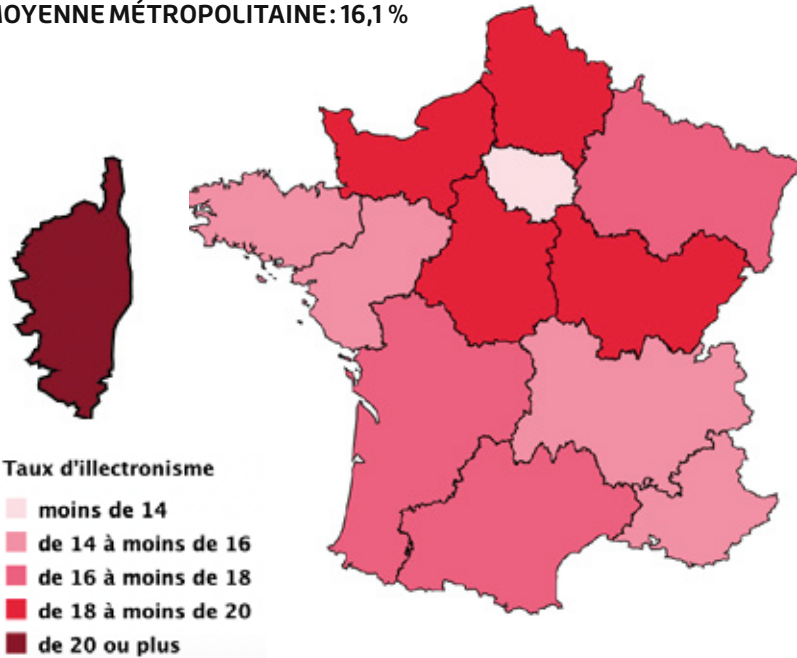 MOYENNE MÉTROPOLITAINE : 16,1 %
Taux d'illectronisme
moins de 14
de 14 à moins de 16
de 16 à moins de 18
de 18 à moins de 20
de 20 ou plus